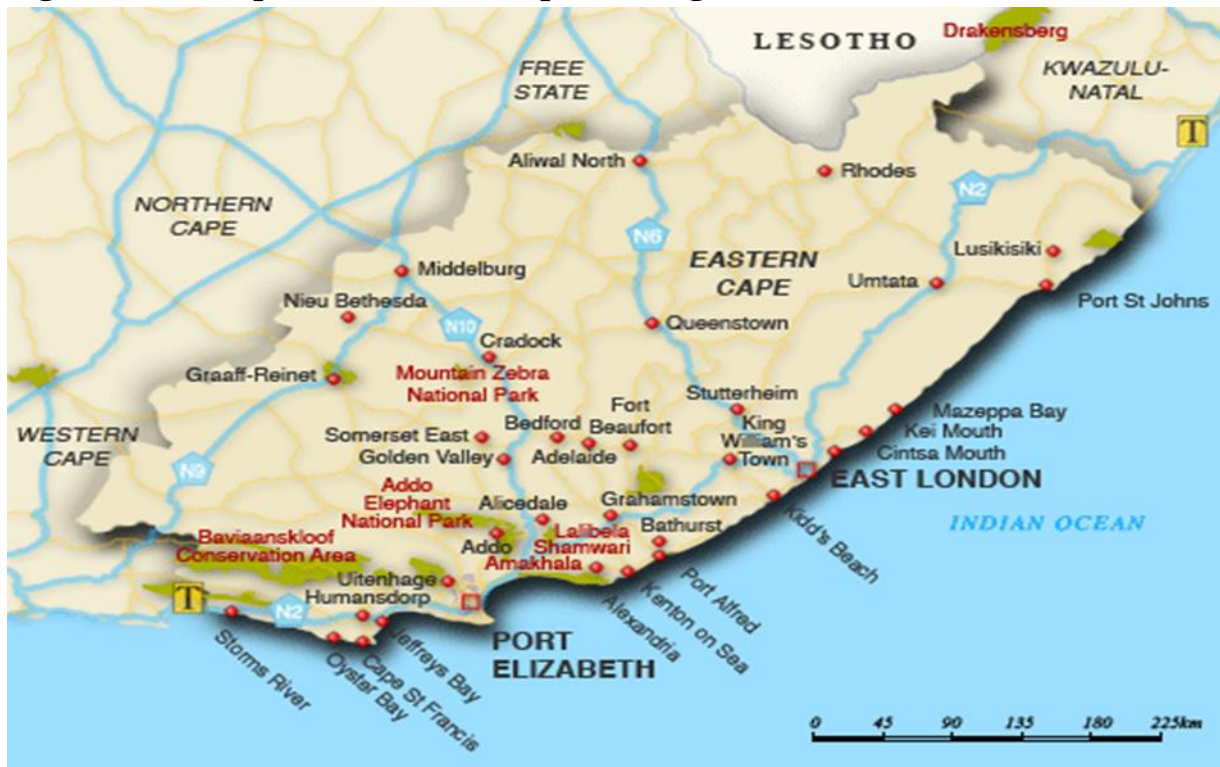 LESOTHO
Drakensberg
FREE
STATE
KWAZULU-
NATAL
T
Aliwal North
Rhodes
N2
NORTHERN
CAPE
N6
Lusikisiki
EASTERN
CAPE
Middelburg
Umtata
Port St Johns
Nieu Bethesda
N10
Queenstown
Cradock
Graaff-Reinet
Mountain Zebra
National Park
Stutterheim
Fort
Beaufort
Mazeppa Bay
WESTERN
CAPE
Somerset East
Bedford
King
William's
Town
Kei Mouth
Golden Valley
Adelaide
Cintsa Mouth
N9
EAST LONDON
Addo
Elephant
National Park
Alicedale
Grahamstown
INDIAN OCEAN
Baviaanskloof
Conservation Area
Addo
Lalibela
Shamwari
Amakhala
Bathurst
Kidd's Beach
Uitenhage
Port Alfred
T
Humansdorp
N2
Kenton on Sea
Alexandria
Storms River
Jeffreys Bay
PORT
ELIZABETH
Oyster Bay
Cape St Francis
0 45 90 135 180 225km